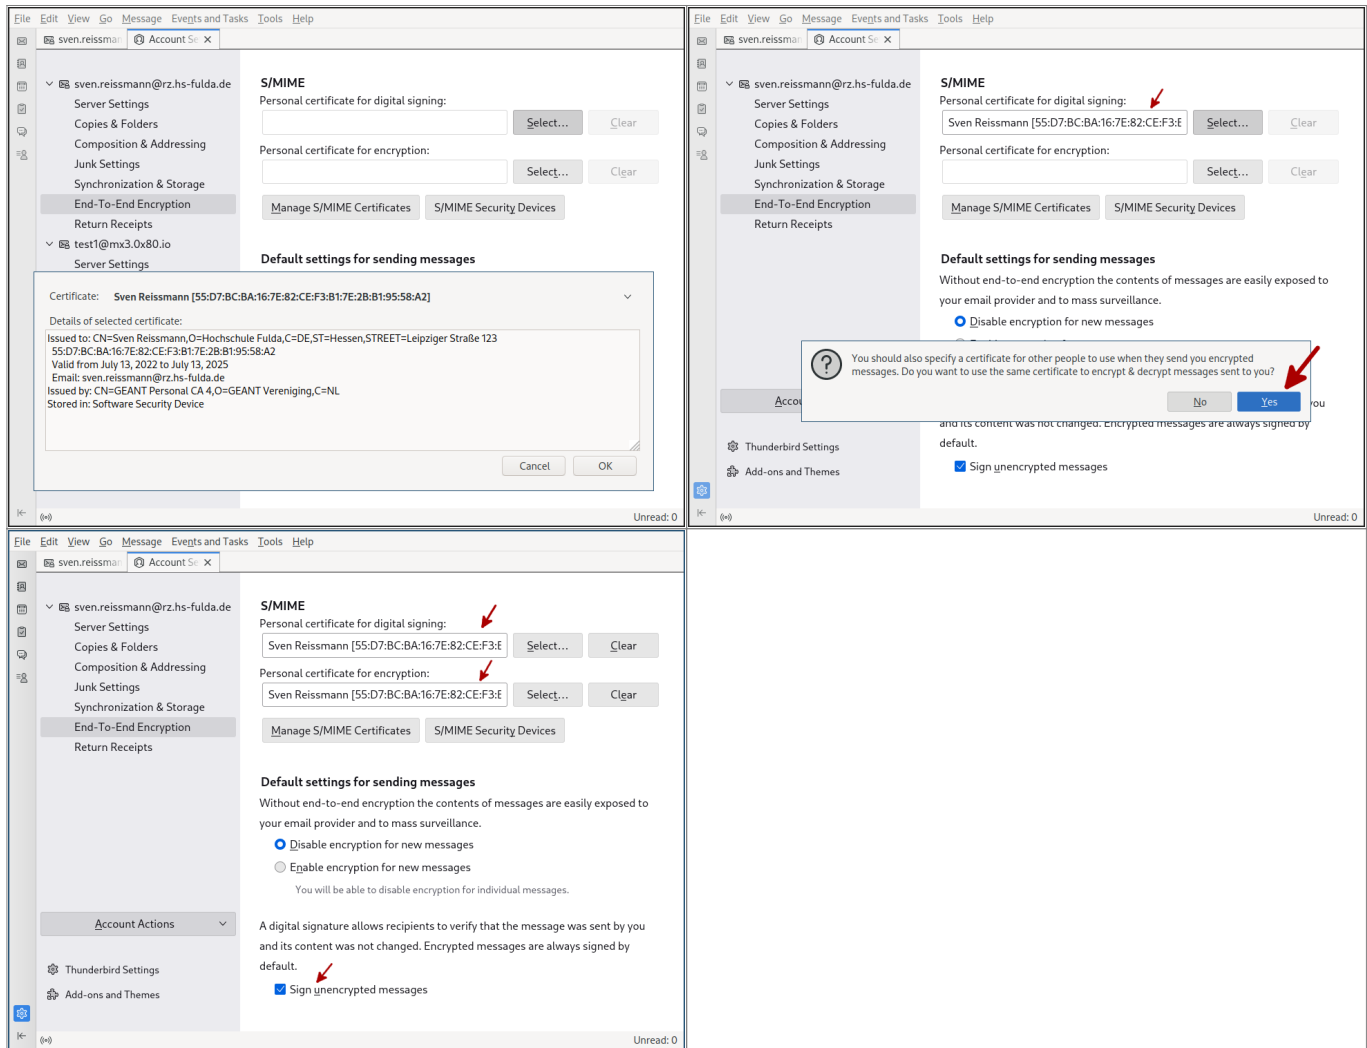 File Edit View Go Message Events and Tasks Tools Help
sven.reissma Account Se
sven.reissmann@rz.hs-fulda.de
Server Settings
Copies & Folders
Composition & Addressing
Junk Settings
Synchronization & Storage
End-To-End Encryption
Return Receipts
test1@mx3.0x80.io
Server Settings
S/MIME
Personal certificate for digital signing:
Select... Clear
Personal certificate for encryption:
Select... Clear
Manage S/MIME Certificates S/MIME Security Devices
Default settings for sending messages
Certificate: Sven Reissmann [55:D7:BC:BA:16:7E:82:CE:F3:B1:7E:2B:B1:95:58:A2]
Details of selected certificate:
Issued to: CN=Sven Reissmann,O=Hochschule Fulda,C=DE,ST=Hessen,STREET=Leipziger Straße 123
55:D7:BC:BA:16:7E:82:CE:F3:B1:7E:2B:B1:95:58:A2
Valid from July 13, 2022 to July 13, 2025
Email: sven.reissmann@rz.hs-fulda.de
Issued by: CN=GEANT Personal CA 4,O=GEANT Vereniging,C=NL
Stored in: Software Security Device
Cancel OK
Unread: 0
File Edit View Go Message Events and Tasks Tools Help
sven.reissma Account Se
sven.reissmann@rz.hs-fulda.de
Server Settings
Copies & Folders
Composition & Addressing
Junk Settings
Synchronization & Storage
End-To-End Encryption
Return Receipts
Accou
Thunderbird Settings
Add-ons and Themes
S/MIME
Personal certificate for digital signing:
Sven Reissmann [55:D7:BC:BA:16:7E:82:CE:F3:E Select... Clear
Personal certificate for encryption:
Select... Clear
Manage S/MIME Certificates S/MIME Security Devices
Default settings for sending messages
Without end-to-end encryption the contents of messages are easily exposed to
your email provider and to mass surveillance.
Disable encryption for new messages
You should also specify a certificate for other people to use when they send you encrypted
messages. Do you want to use the same certificate to encrypt & decrypt messages sent to you?
No Yes
you
and its content was not changed. Encrypted messages are always signed by
default.
Sign unencrypted messages
Unread: 0
File Edit View Go Message Events and Tasks Tools Help
sven.reissma Account Se
sven.reissmann@rz.hs-fulda.de
Server Settings
Copies & Folders
Composition & Addressing
Junk Settings
Synchronization & Storage
End-To-End Encryption
Return Receipts
Account Actions
Thunderbird Settings
Add-ons and Themes
S/MIME
Personal certificate for digital signing:
Sven Reissmann [55:D7:BC:BA:16:7E:82:CE:F3:E Select... Clear
Personal certificate for encryption:
Sven Reissmann [55:D7:BC:BA:16:7E:82:CE:F3:E Select... Clear
Manage S/MIME Certificates S/MIME Security Devices
Default settings for sending messages
Without end-to-end encryption the contents of messages are easily exposed to
your email provider and to mass surveillance.
Disable encryption for new messages
Enable encryption for new messages
You will be able to disable encryption for individual messages.
A digital signature allows recipients to verify that the message was sent by you
and its content was not changed. Encrypted messages are always signed by
default.
Sign unencrypted messages
Unread: 0